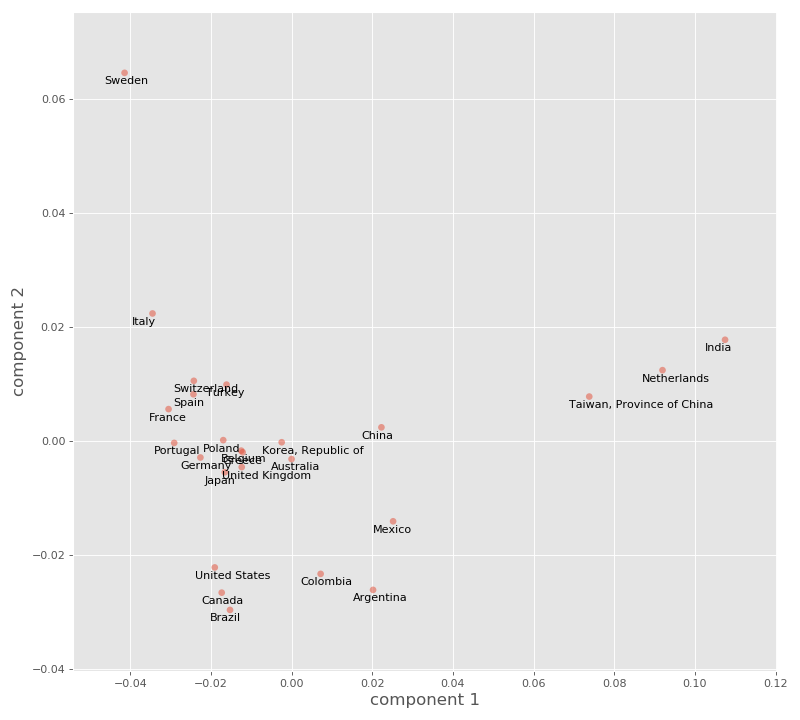 0.06
0.04
0.02
0.00
−0.02
−0.04
component 2
Sweden
Italy
India
Netherlands
Switzerland
Turkey
Spain
Taiwan, Province of China
France
China
Poland
Portugal
Korea, Republic of
Belgium
Greece
Germany
Australia
United Kingdom
Japan
Mexico
United States
Colombia
Argentina
Canada
Brazil
−0.04
−0.02
0.00
0.02
0.04
0.06
0.08
0.10
0.12
component 1